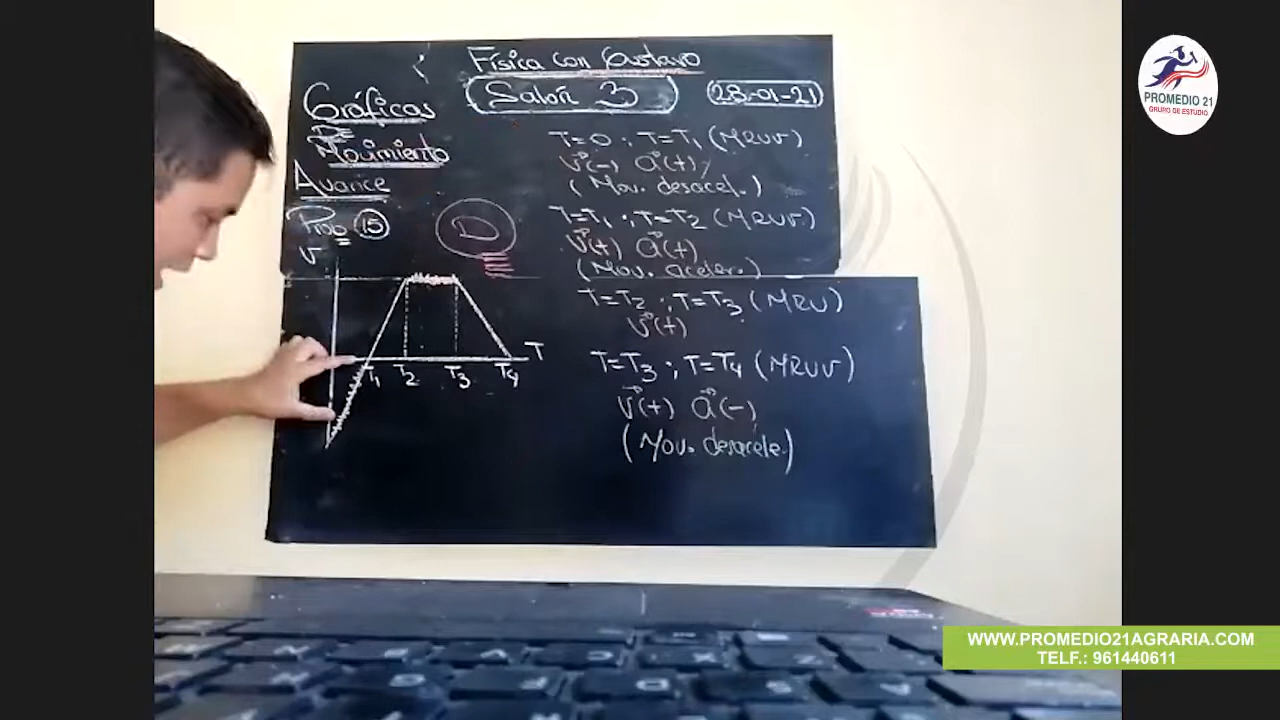 Física con Gustavo
Salón 3
28-01-21
Gráficas
De
Movimiento
Avance
Prob 15
D
V
T
T1 T2 T3 T4
T=0 ; T=T1 (MRUV)
V(-) a(+)
(Mov. desacel.)
T=T1 ; T=T2 (MRUV)
V(+) a(+)
(Mov. aceler.)
T=T2 ; T=T3 (MRU)
V(+)
T=T3 ; T=T4 (MRUV)
V(+) a(-)
(Mov. desacele.)
PROMEDIO 21
GRUPO DE ESTUDIO
WWW.PROMEDIO21AGRARIA.COM
TELF.: 961440611